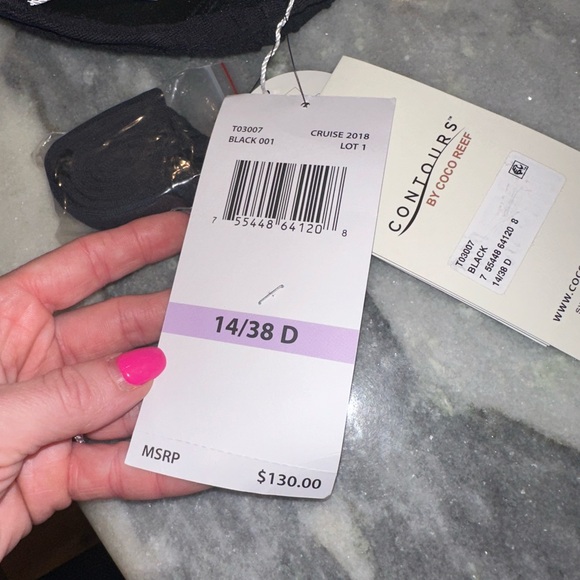 T03007
BLACK 001
CRUISE 2018
LOT 1
7 55448 64120 8
14/38 D
MSRP
$130.00
CONTOURS™
BY COCO REEF
T03007
BLACK
7 55448 64120 8
14/38 D